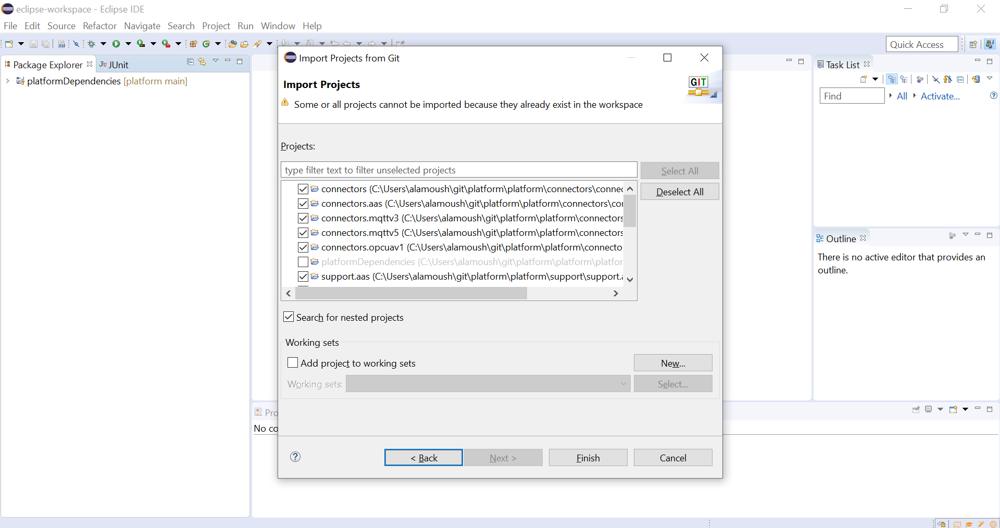 eclipse-workspace - Eclipse IDE
File Edit Source Refactor Navigate Search Project Run Window Help
Quick Access
Package Explorer
JUnit
platformDependencies [platform main]
Import Projects from Git
Import Projects
GIT
Some or all projects cannot be imported because they already exist in the workspace
Projects:
type filter text to filter unselected projects
Select All
connectors (C:\Users\alamoush\git\platform\platform\connectors\connec
Deselect All
connectors.aas (C:\Users\alamoush\git\platform\platform\connectors\co
connectors.mqttv3 (C:\Users\alamoush\git\platform\platform\connectors
connectors.mqttv5 (C:\Users\alamoush\git\platform\platform\connectors
connectors.opcuav1 (C:\Users\alamoush\git\platform\platform\connecto
platformDependencies (C:\Users\alamoush\git\platform\platform\platfor
support.aas (C:\Users\alamoush\git\platform\platform\support\support.
Search for nested projects
Working sets
Add project to working sets
New...
Working sets:
Select...
< Back
Next >
Finish
Cancel
Task List
Find
All
Activate...
Outline
There is no active editor that provides an
outline.
Pro
No co